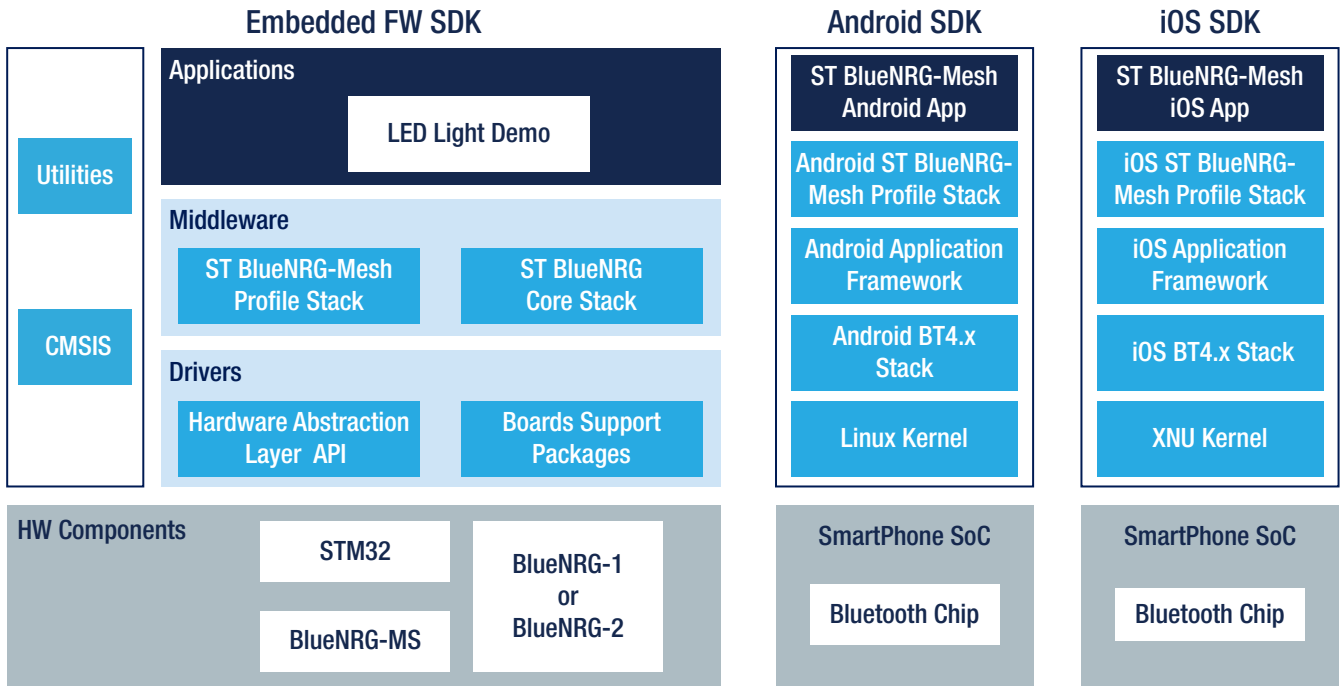 Embedded FW SDK
Utilities
CMSIS
Applications
LED Light Demo
Middleware
ST BlueNRG-Mesh
Profile Stack
ST BlueNRG
Core Stack
Drivers
Hardware Abstraction
Layer API
Boards Support
Packages
HW Components
STM32
BlueNRG-MS
BlueNRG-1
or
BlueNRG-2
Android SDK
ST BlueNRG-Mesh
Android App
Android ST BlueNRG-
Mesh Profile Stack
Android Application
Framework
Android BT4.x
Stack
Linux Kernel
SmartPhone SoC
Bluetooth Chip
iOS SDK
ST BlueNRG-Mesh
iOS App
iOS ST BlueNRG-
Mesh Profile Stack
iOS Application
Framework
iOS BT4.x Stack
XNU Kernel
SmartPhone SoC
Bluetooth Chip